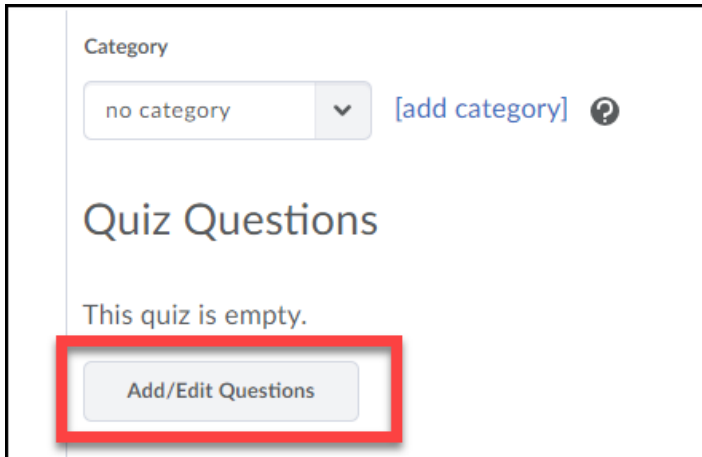 Category
no category
[add category]
Quiz Questions
This quiz is empty.
Add/Edit Questions